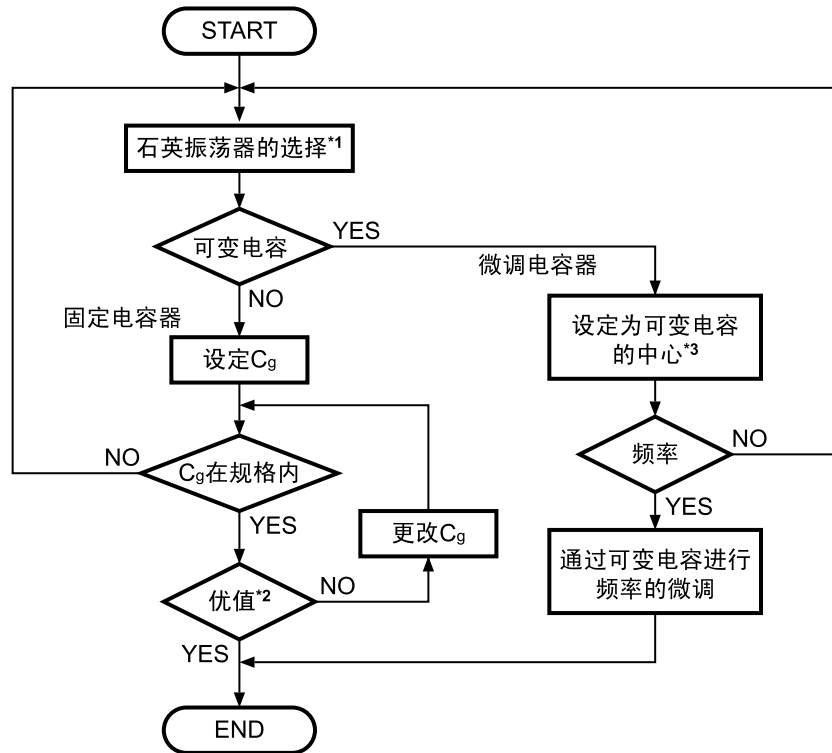 START
石英振荡器的选择*1
可变电容
YES
微调电容器
NO
固定电容器
设定为可变电容
的中心*3
设定Cg
频率
NO
NO
Cg在规格内
YES
YES
更改Cg
通过可变电容进行
频率的微调
优值*2
NO
YES
END